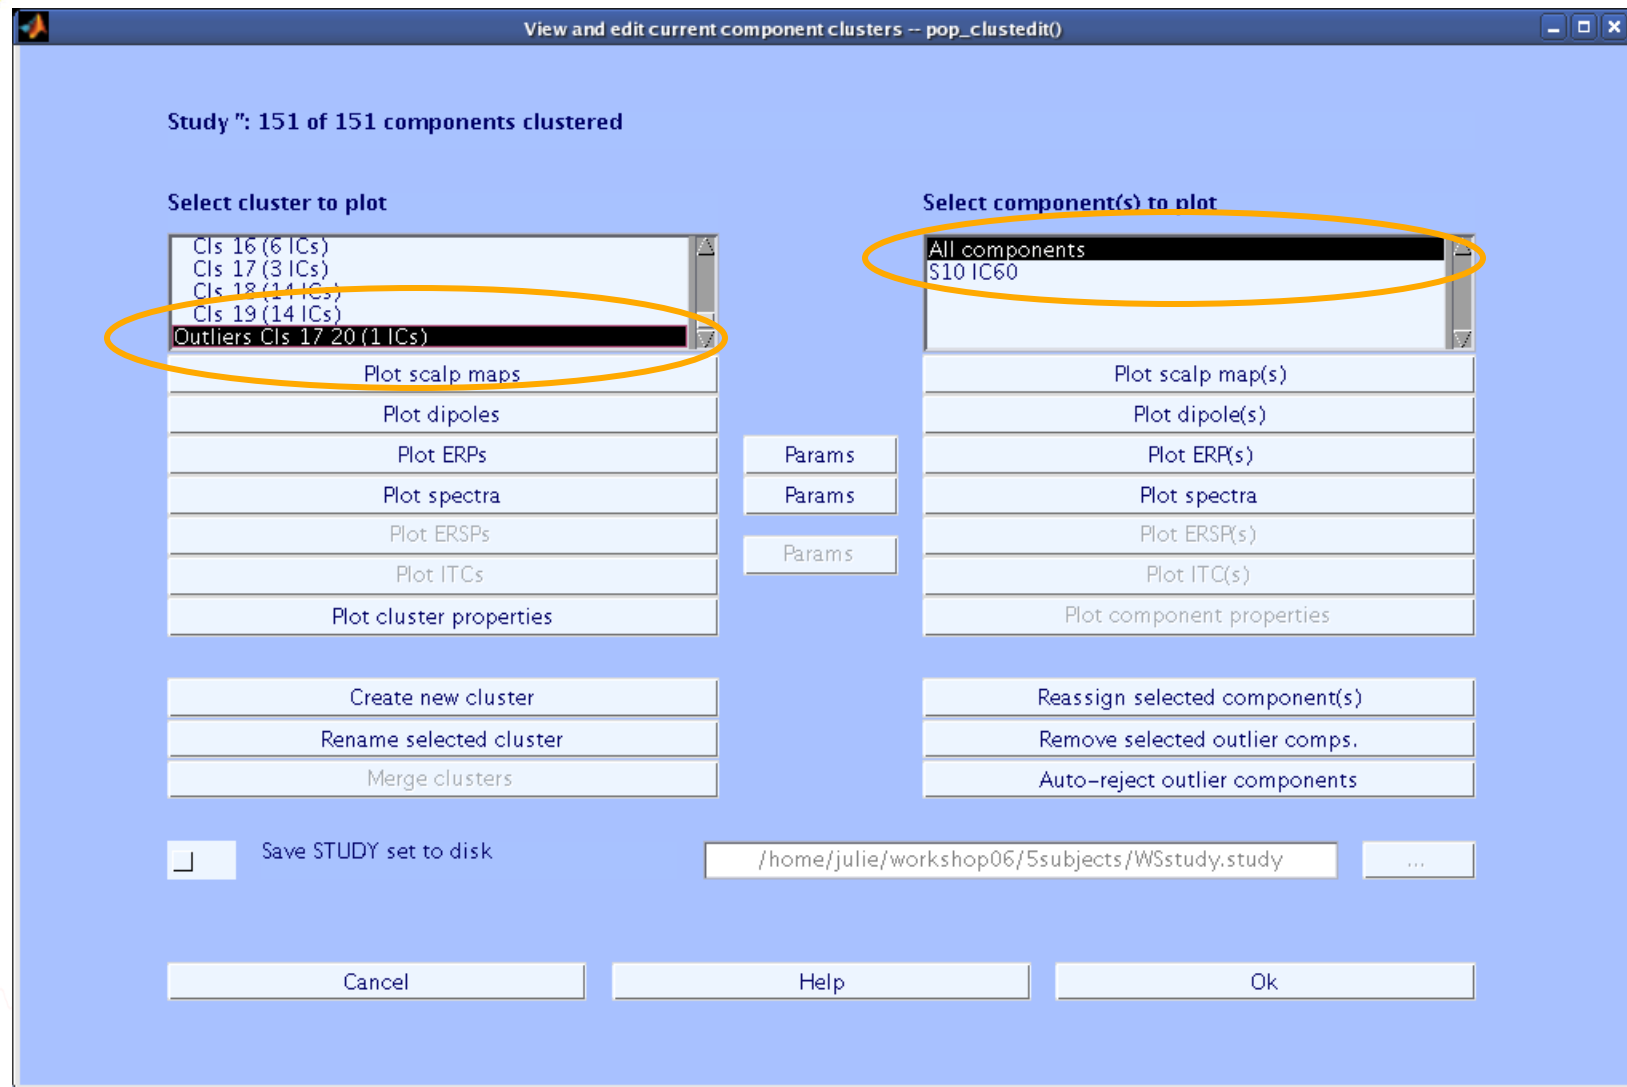 View and edit current component clusters -- pop_clustedit()
Study '': 151 of 151 components clustered
Select cluster to plot
Select component(s) to plot
Cls 16 (6 ICs)
Cls 17 (3 ICs)
Cls 18 (14 ICs)
Cls 19 (14 ICs)
Outliers Cls 17 20 (1 ICs)
All components
S10 IC60
Plot scalp maps
Plot scalp map(s)
Plot dipoles
Plot dipole(s)
Plot ERPs
Params
Plot ERP(s)
Plot spectra
Params
Plot spectra
Plot ERSPs
Params
Plot ERSP(s)
Plot ITCs
Plot ITC(s)
Plot cluster properties
Plot component properties
Create new cluster
Reassign selected component(s)
Rename selected cluster
Remove selected outlier comps.
Merge clusters
Auto-reject outlier components
Save STUDY set to disk
/home/julie/workshop06/5subjects/WSstudy.study
...
Cancel
Help
Ok